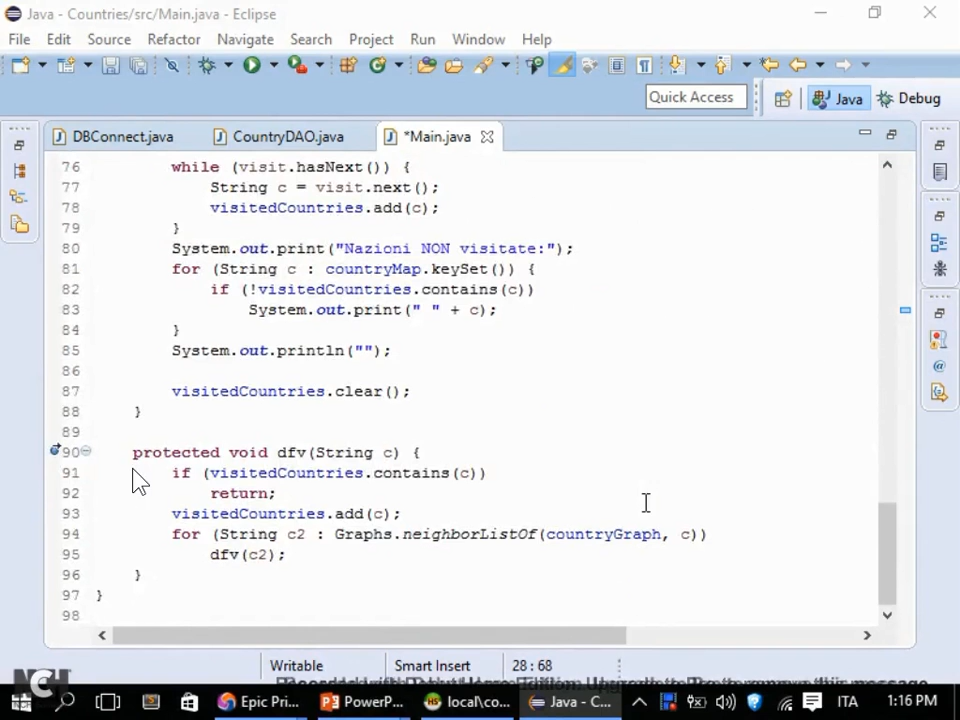 Java - Countries/src/Main.java - Eclipse
File Edit Source Refactor Navigate Search Project Run Window Help
Quick Access Java Debug
DBConnect.java CountryDAO.java *Main.java
76 while (visit.hasNext()) {
77 String c = visit.next();
78 visitedCountries.add(c);
79 }
80 System.out.print("Nazioni NON visitate:");
81 for (String c : countryMap.keySet()) {
82 if (!visitedCountries.contains(c))
83 System.out.print(" " + c);
84 }
85 System.out.println("");
86
87 visitedCountries.clear();
88 }
89
90 protected void dfv(String c) {
91 if (visitedCountries.contains(c))
92 return;
93 visitedCountries.add(c);
94 for (String c2 : Graphs.neighborListOf(countryGraph, c))
95 dfv(c2);
96 }
97 }
98
Writable Smart Insert 28 : 68
NCH
Epic Pri... PowerP... local\co... Java - C... ITA 1:16 PM